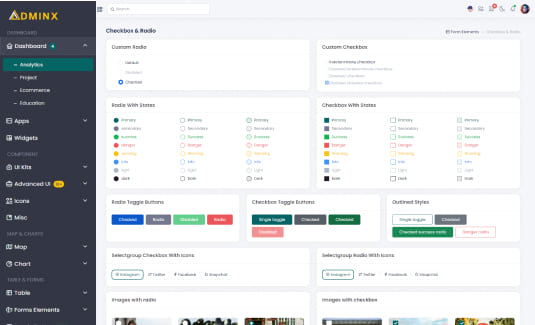 ADMINX
Search
DASHBOARD
Dashboard 4
– Analytics
– Project
– Ecommerce
– Education
Apps
Widgets
COMPONENT
UI Kits
Advanced UI
Icons
Misc
MAP & CHARTS
Map
Chart
TABLE & FORMS
Table
Forms Elements
Checkbox & Radio
Form Elements Checkbox & Radio
Custom Radio
Default
Disabled
Checked
Custom Checkbox
Indeterminate checkbox
Disabled indeterminate checkbox
Disabled checkbox
Disabled checked checkbox
Radio With States
Primary Primary Primary
Secondary Secondary Secondary
Success Success Success
Danger Danger Danger
Warning Warning Warning
Info Info Info
Light Light Light
Dark Dark Dark
Checkbox With States
Primary Primary Primary
Secondary Secondary Secondary
Success Success Success
Danger Danger Danger
Warning Warning Warning
Info Info Info
Light Light Light
Dark Dark Dark
Radio Toggle Buttons
Checked Radio Disabled Radio
Checkbox Toggle Buttons
Single toggle Checked Checked
Disabled
Outlined Styles
Single toggle Checked
Checked success radio Danger radio
Selectgroup Checkbox With Icons
Instagram Twitter Facebook Snapchat
Selectgroup Radio With Icons
Instagram Twitter Facebook Snapchat
Images with radio
Images with checkbox